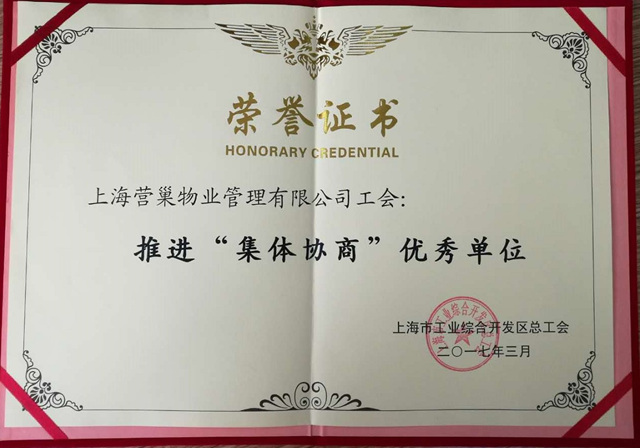 荣誉证书
HONORARY CREDENTIAL
上海营巢物业管理有限公司工会：
推进“集体协商”优秀单位
上海市工业综合开发区总工会
二〇一七年三月